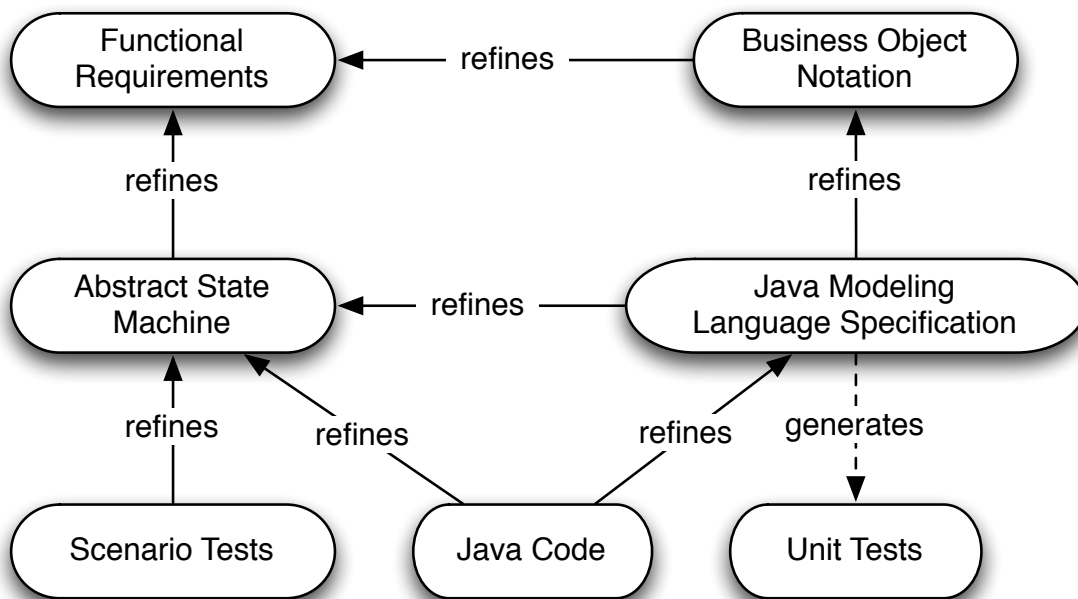 Functional
Requirements
refines
Business Object
Notation
refines
refines
Abstract State
Machine
refines
Java Modeling
Language Specification
refines
refines
refines
generates
Scenario Tests
Java Code
Unit Tests